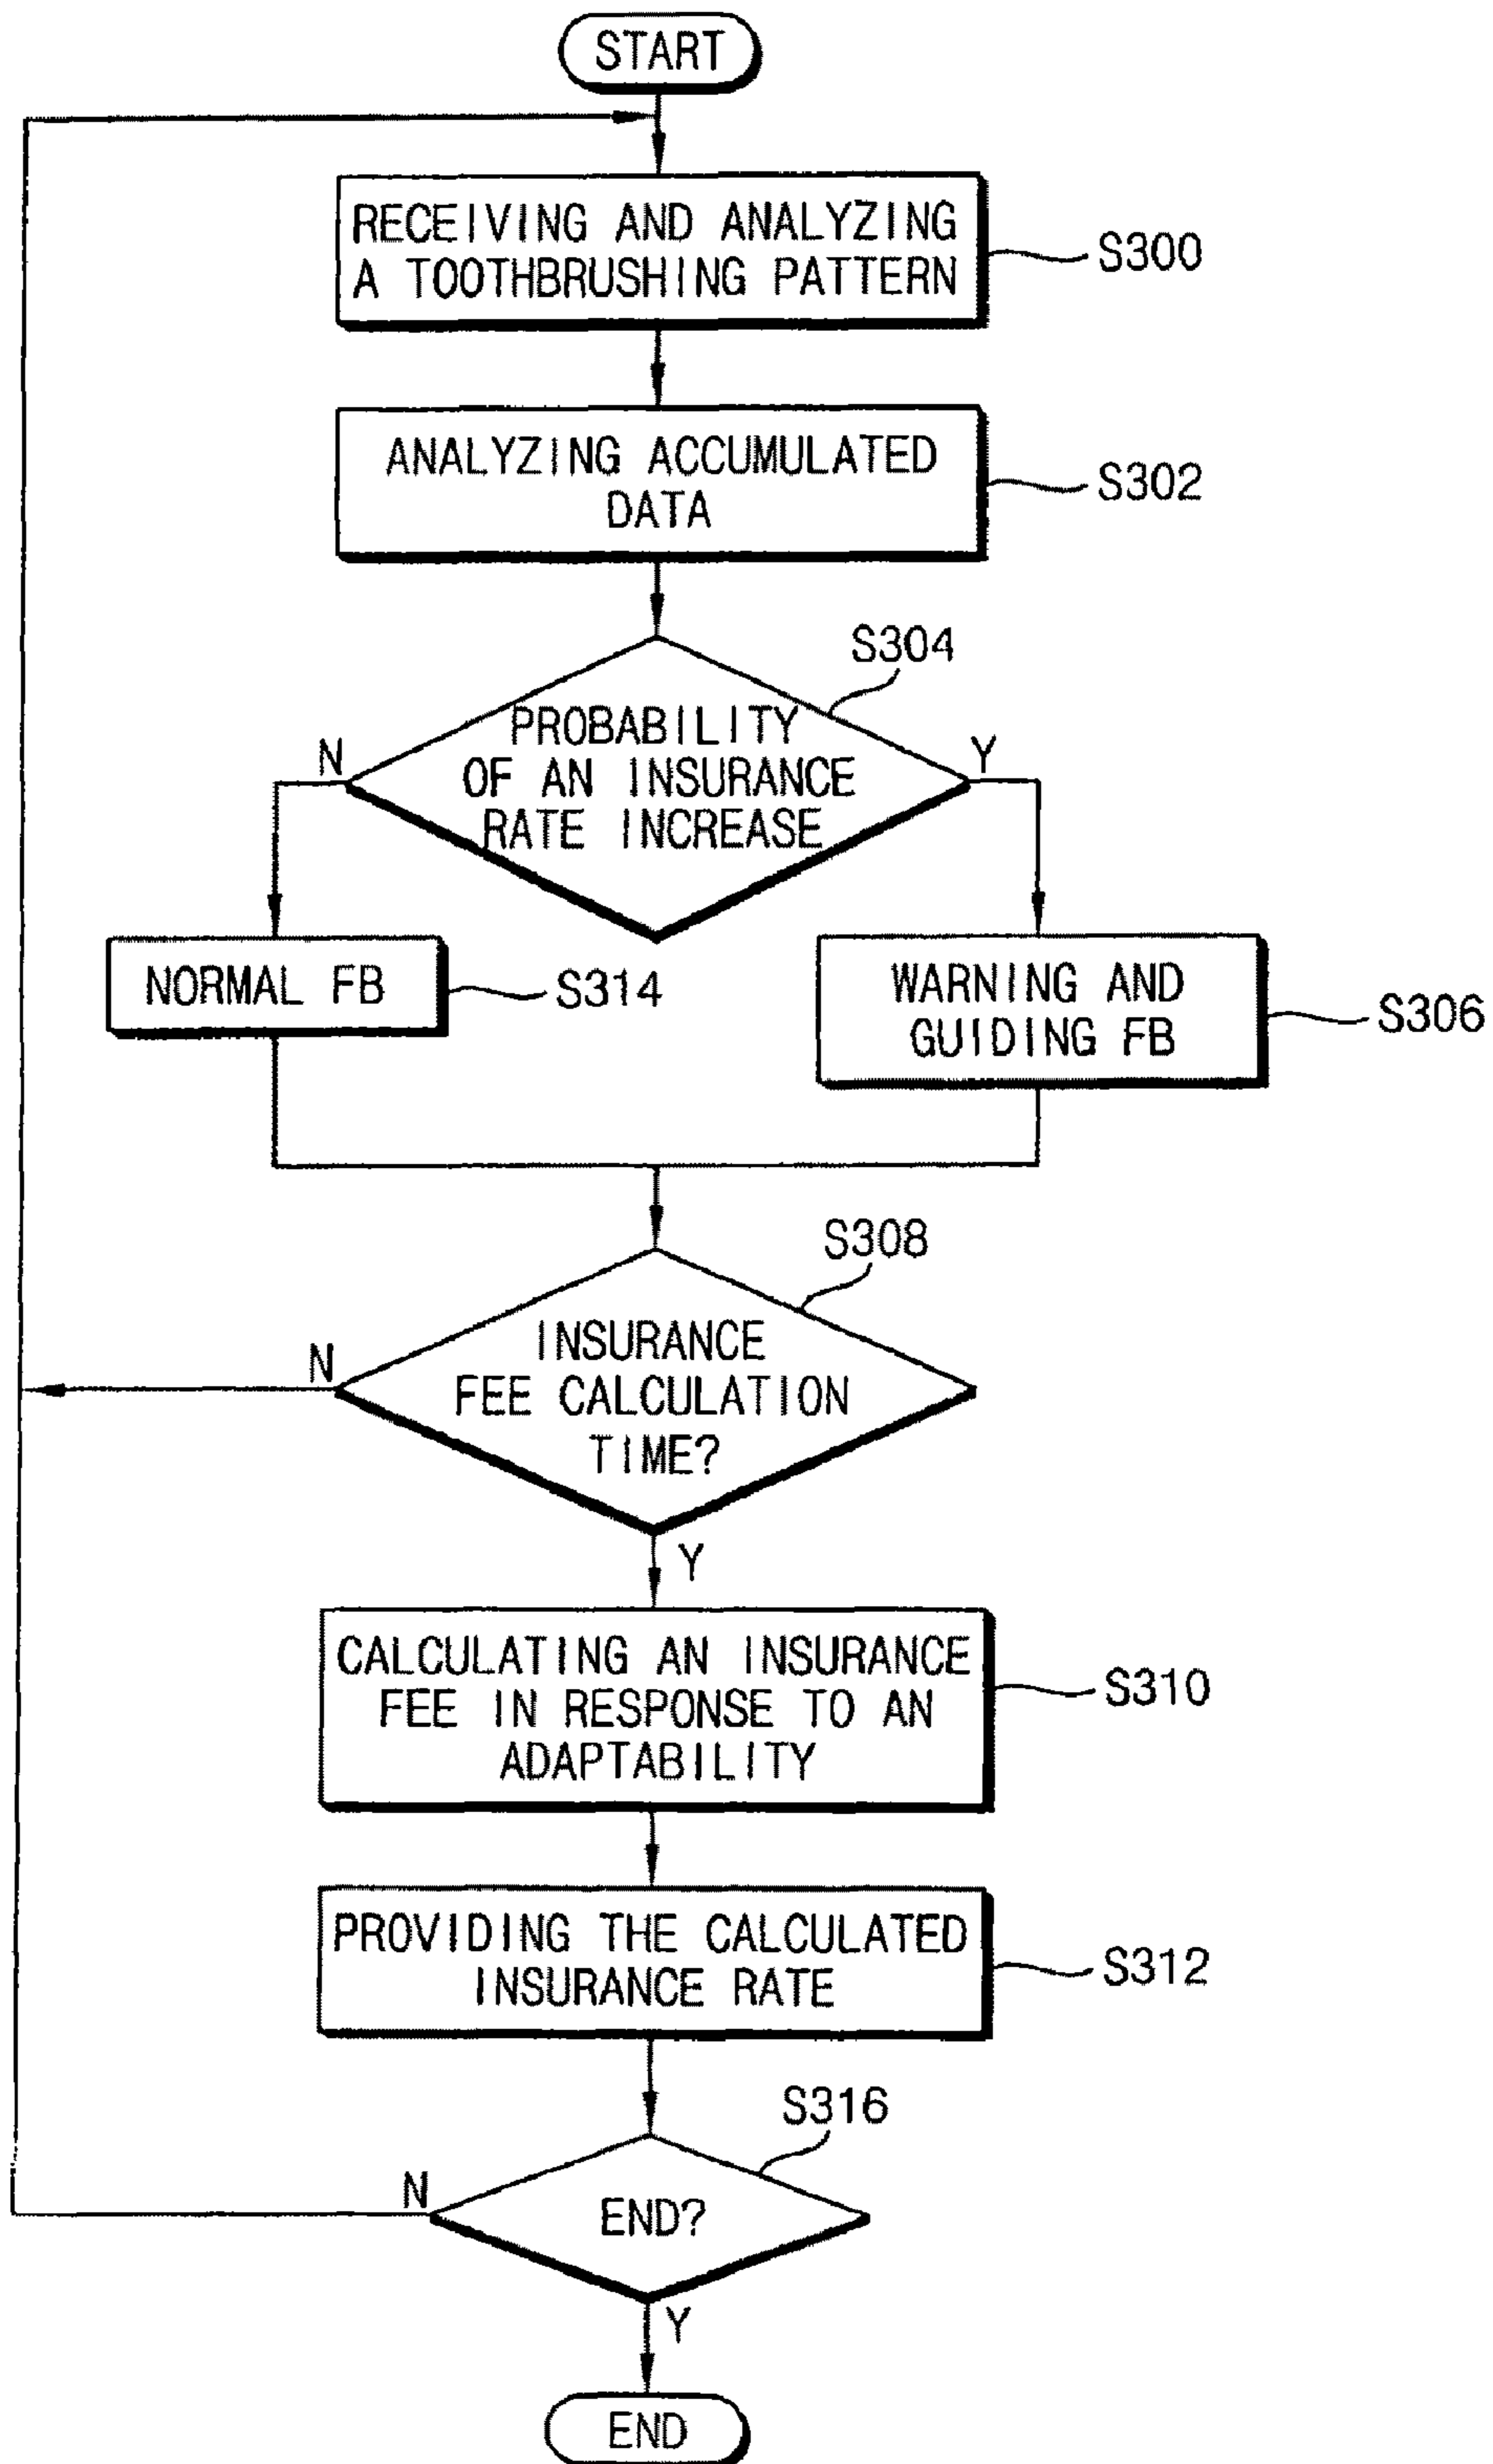 START
RECEIVING AND ANALYZING
A TOOTHBRUSHING PATTERN
S300
ANALYZING ACCUMULATED
DATA
S302
S304
PROBABILITY
OF AN INSURANCE
RATE INCREASE
N
Y
NORMAL FB
S314
WARNING AND
GUIDING FB
S306
S308
INSURANCE
FEE CALCULATION
TIME?
N
Y
CALCULATING AN INSURANCE
FEE IN RESPONSE TO AN
ADAPTABILITY
S310
PROVIDING THE CALCULATED
INSURANCE RATE
S312
S316
END?
N
Y
END